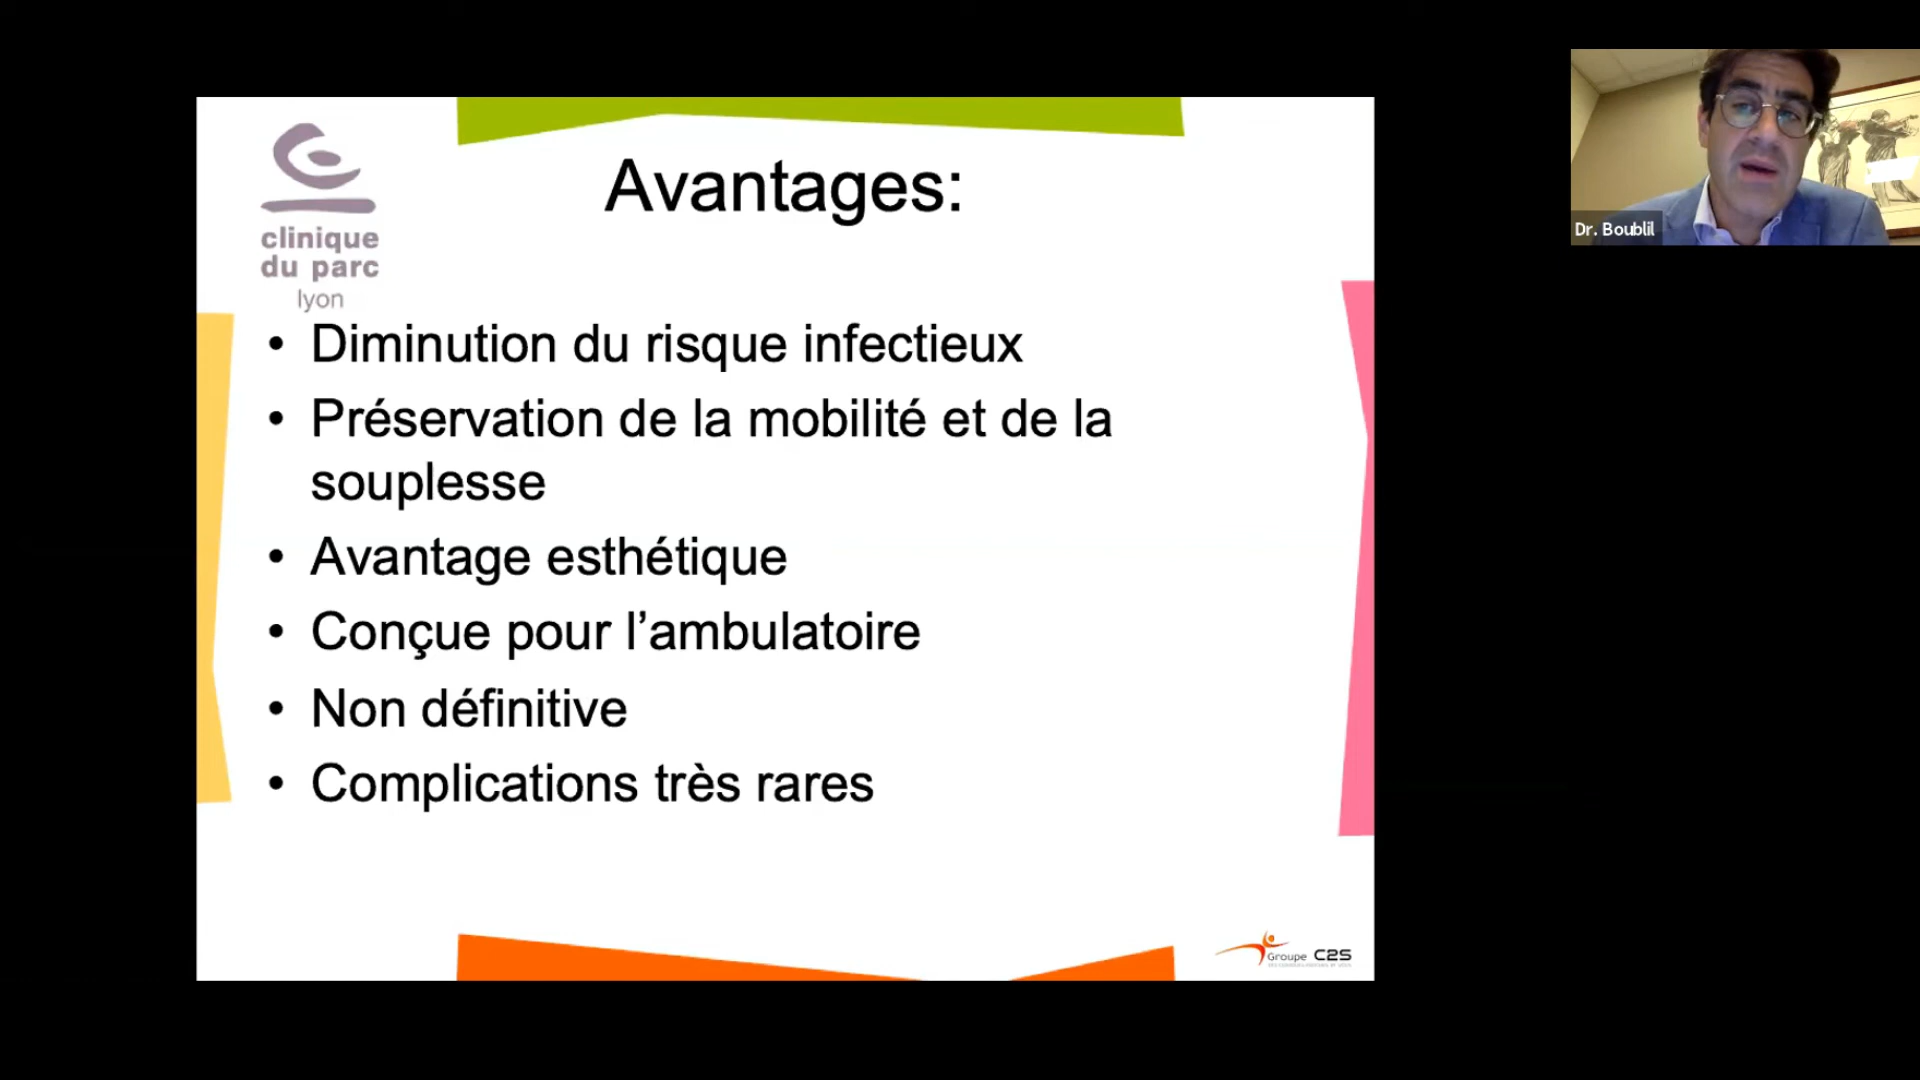 clinique
du parc
lyon
Avantages:
• Diminution du risque infectieux
• Préservation de la mobilité et de la
souplesse
• Avantage esthétique
• Conçue pour l’ambulatoire
• Non définitive
• Complications très rares
Groupe C2S
Dr. Boublil